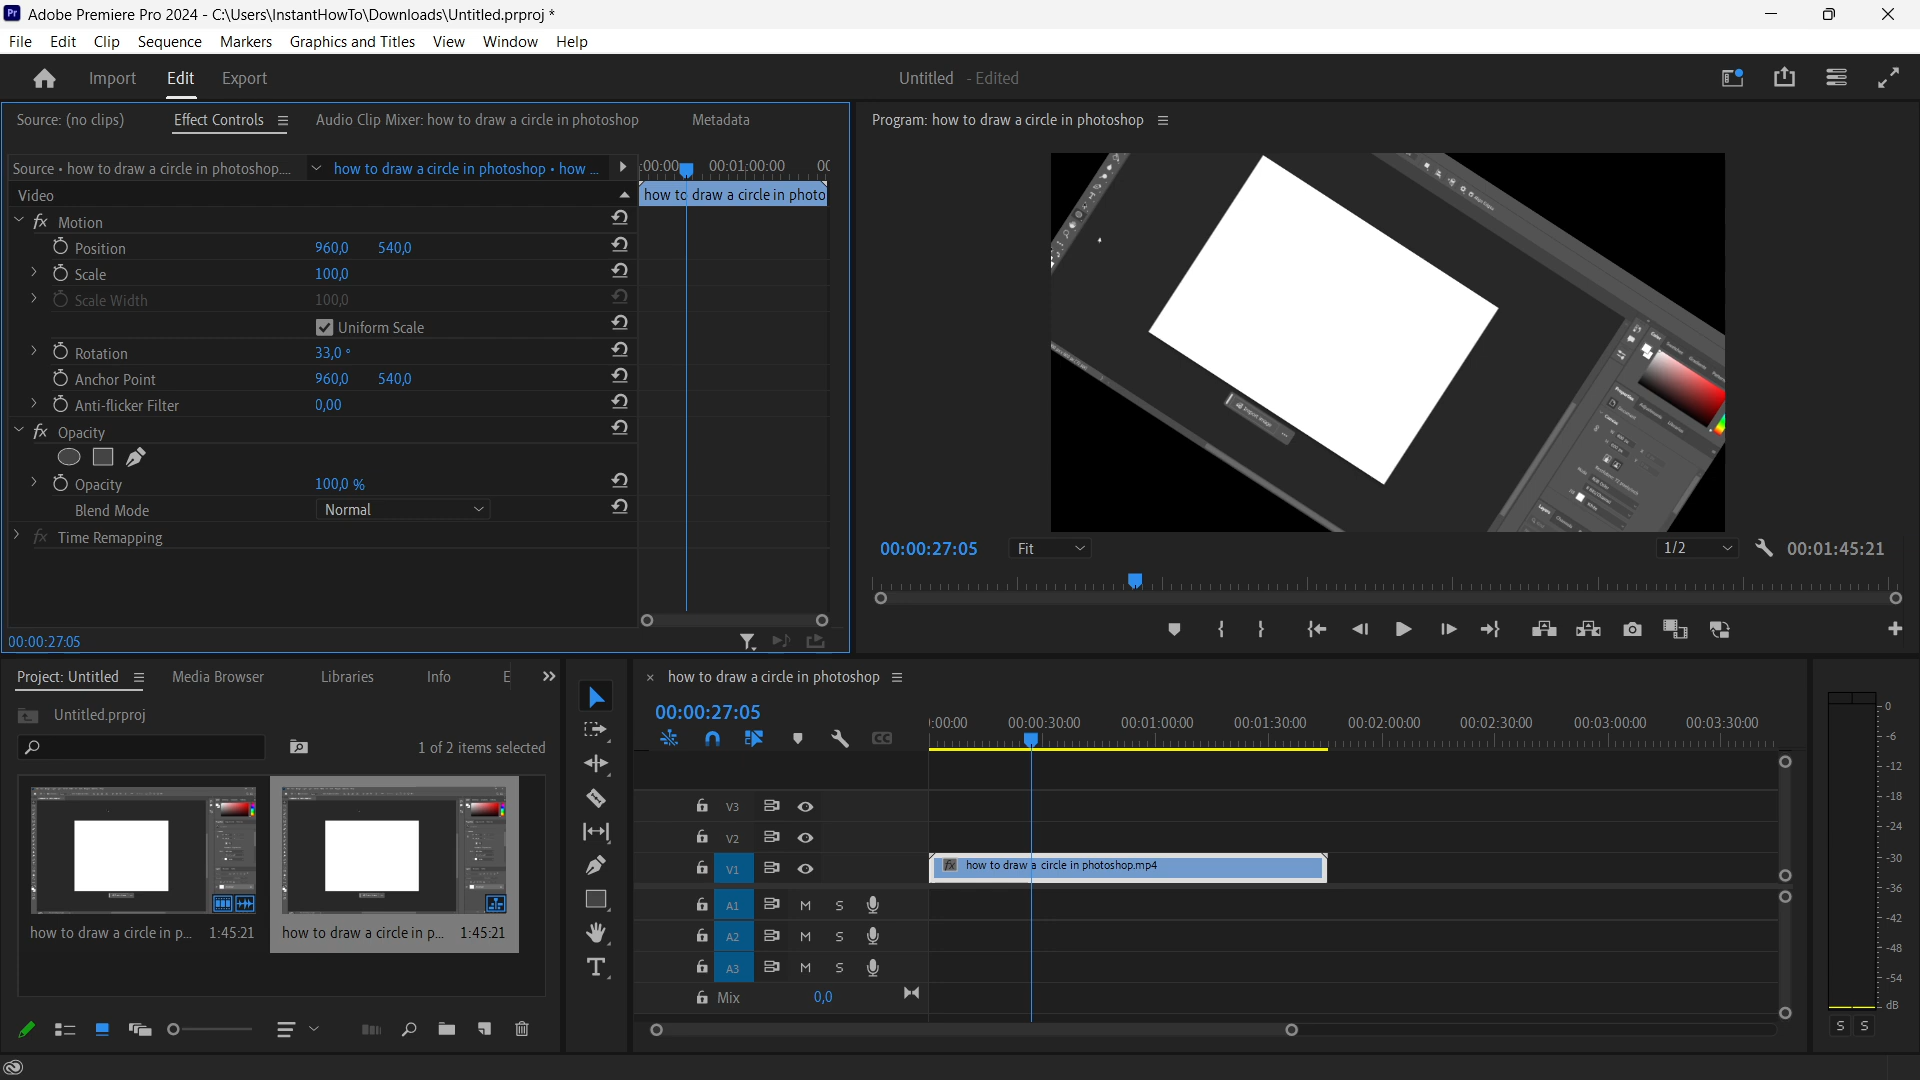 Pr Adobe Premiere Pro 2024 - C:\Users\InstantHowTo\Downloads\Untitled.prproj *
File Edit Clip Sequence Markers Graphics and Titles View Window Help
Import Edit Export Untitled - Edited
Source: (no clips) Effect Controls Audio Clip Mixer: how to draw a circle in photoshop Metadata
Program: how to draw a circle in photoshop
Source • how to draw a circle in photoshop.... how to draw a circle in photoshop • how ... :00:00 00:01:00:00 00
Video how to draw a circle in photo
fx Motion
Position 960,0 540,0
Scale 100,0
Scale Width 100,0
Uniform Scale
Rotation 33,0 °
Anchor Point 960,0 540,0
Anti-flicker Filter 0,00
fx Opacity
Opacity 100,0 %
Blend Mode Normal
fx Time Remapping
00:00:27:05
00:00:27:05 Fit 1/2 00:01:45:21
Project: Untitled Media Browser Libraries Info E
Untitled.prproj
1 of 2 items selected
how to draw a circle in p... 1:45:21 how to draw a circle in p... 1:45:21
how to draw a circle in photoshop
00:00:27:05
:00:00 00:00:30:00 00:01:00:00 00:01:30:00 00:02:00:00 00:02:30:00 00:03:00:00 00:03:30:00
V3
V2
V1 fx how to draw a circle in photoshop.mp4
A1 M S
A2 M S
A3 M S
Mix 0,0
0
-6
-12
-18
-24
-30
-36
-42
-48
-54
dB
S S